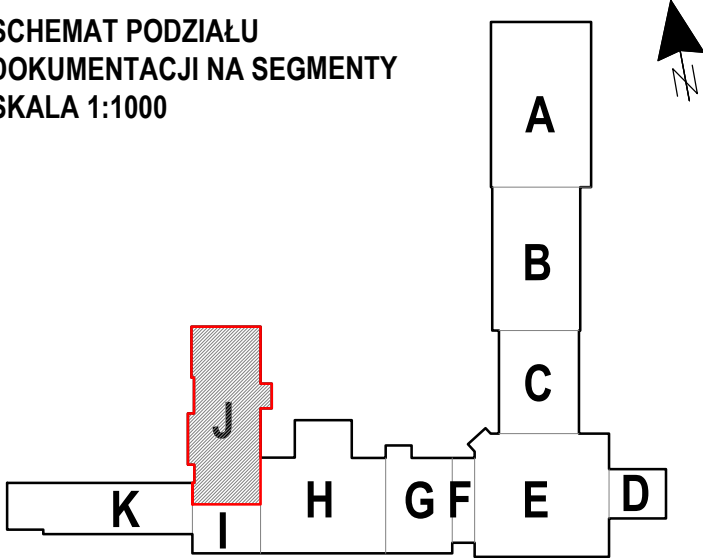 SCHEMAT PODZIAŁU
DOKUMENTACJI NA SEGMENTY
SKALA 1:1000
N
A
B
C
J
K
I
H
G
F
E
D